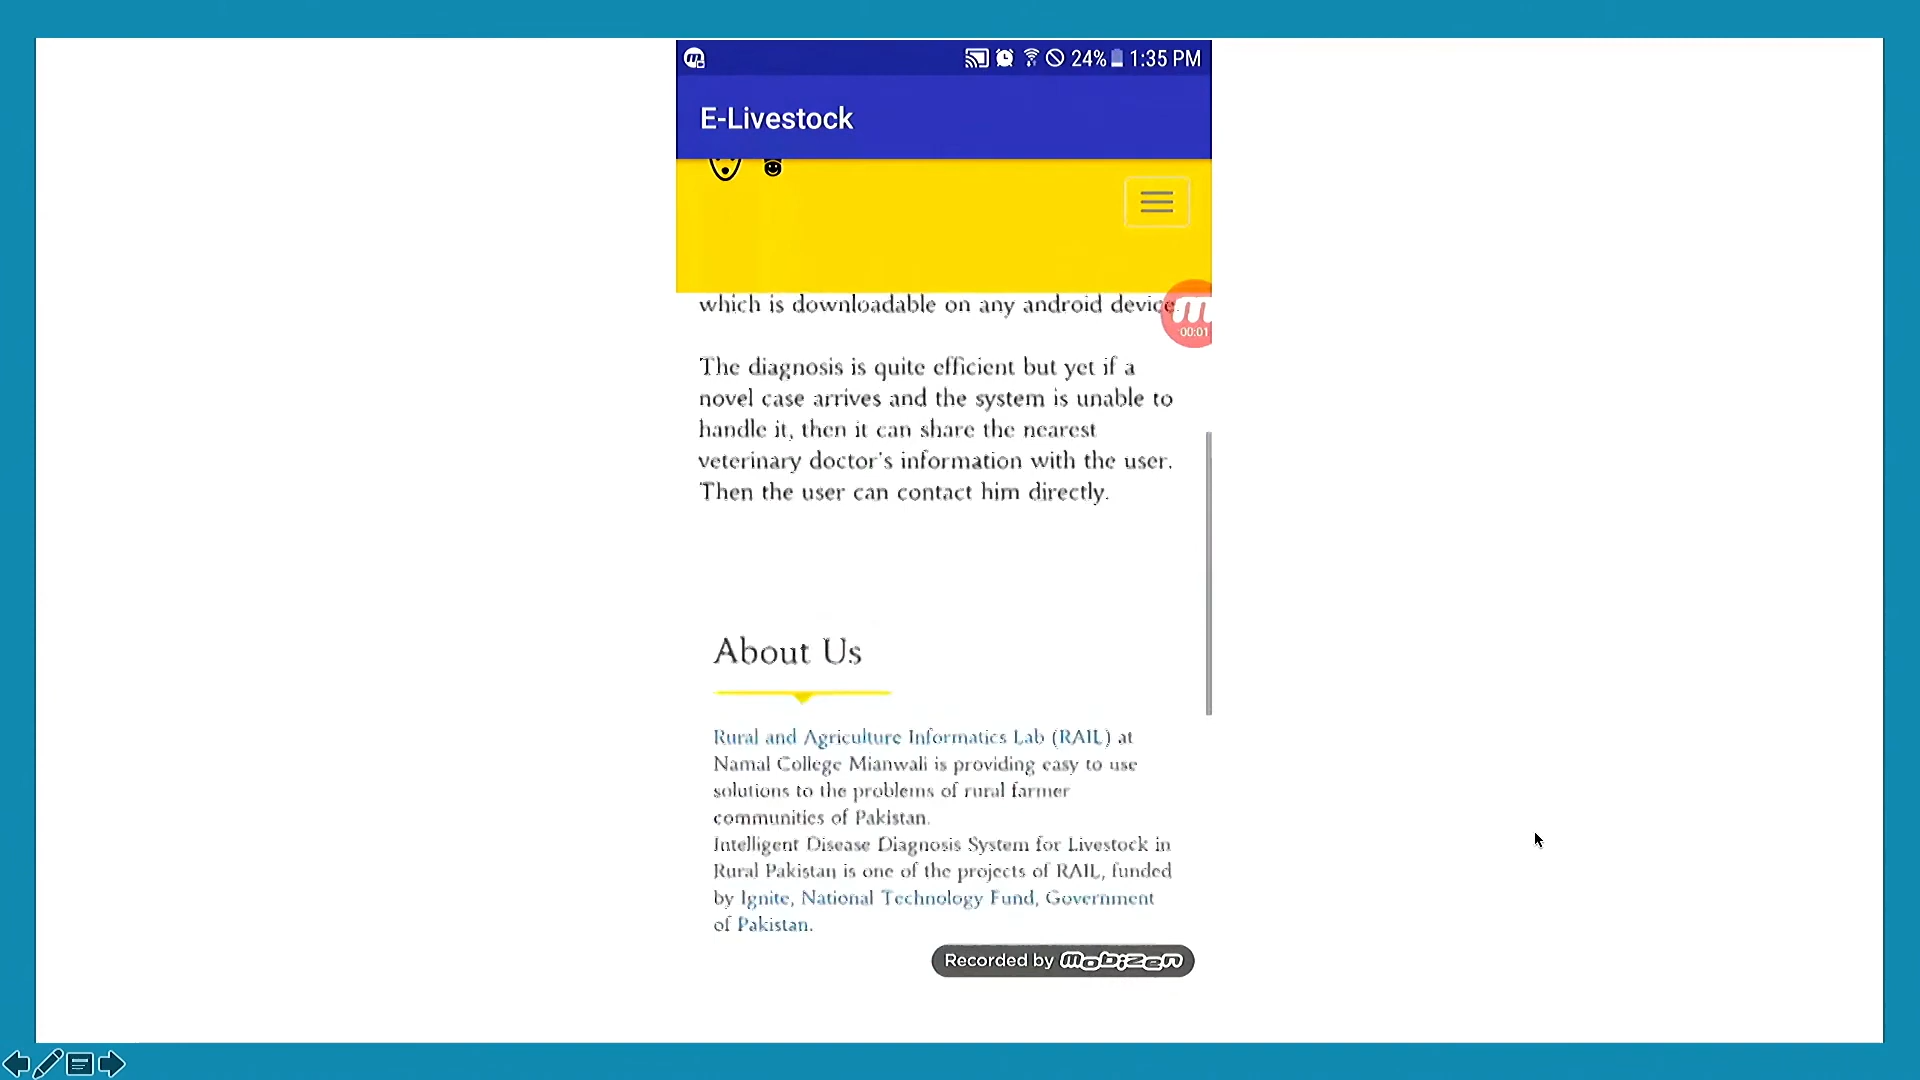 24% 1:35 PM
E-Livestock
which is downloadable on any android device.
00:01
The diagnosis is quite efficient but yet if a
novel case arrives and the system is unable to
handle it, then it can share the nearest
veterinary doctor's information with the user.
Then the user can contact him directly.
About Us
Rural and Agriculture Informatics Lab (RAIL) at
Namal College Mianwali is providing easy to use
solutions to the problems of rural farmer
communities of Pakistan.
Intelligent Disease Diagnosis System for Livestock in
Rural Pakistan is one of the projects of RAIL, funded
by Ignite, National Technology Fund, Government
of Pakistan.
Recorded by mobizen